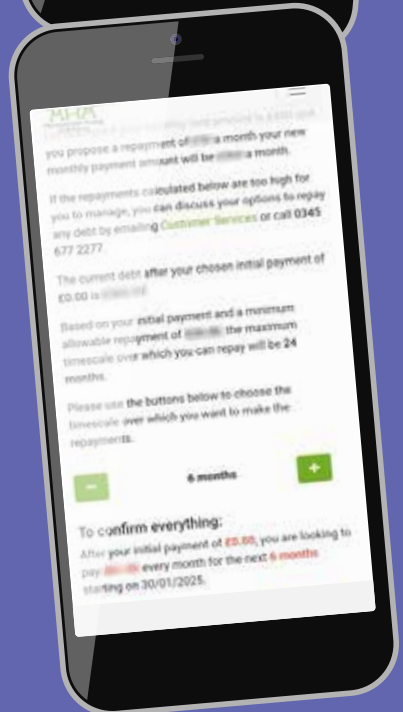 MHM
you propose a repayment of a month your new
monthly payment amount will be a month.
If the repayments calculated below are too high for
you to manage, you can discuss your options to repay
any debt by emailing Customer Services or call 0345
677 2277.
The current debt after your chosen initial payment of
£0.00 is
Based on your initial payment and a minimum
allowable repayment of the maximum
timescale over which you can repay will be 24
months.
Please use the buttons below to choose the
timescale over which you want to make the
repayments.
− 6 months +
To confirm everything:
After your initial payment of £0.00, you are looking to
pay every month for the next 6 months
starting on 30/01/2025.